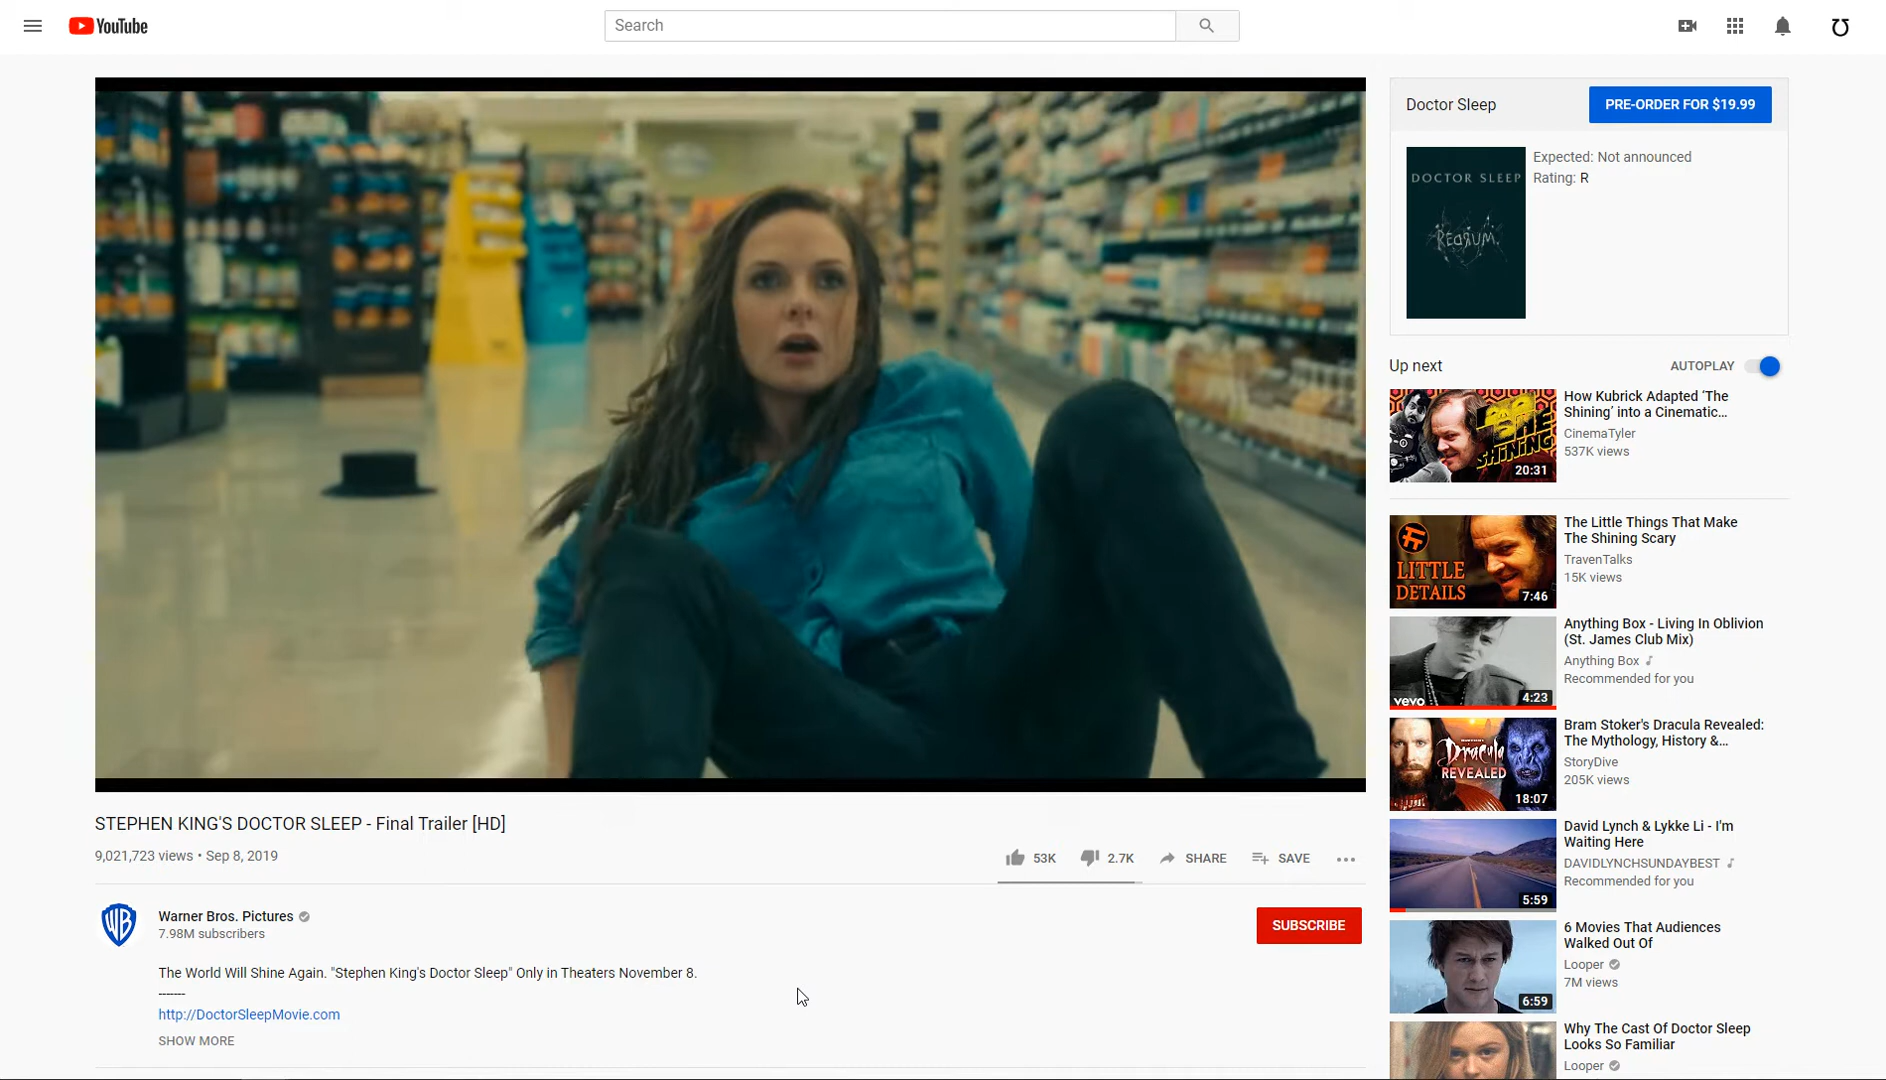 YouTube
Search
Doctor Sleep
PRE-ORDER FOR $19.99
DOCTOR SLEEP
REDRUM.
Expected: Not announced
Rating: R
Up next
AUTOPLAY
THE
SHINING
20:31
How Kubrick Adapted ‘The
Shining’ into a Cinematic...
CinemaTyler
537K views
LITTLE
DETAILS
7:46
The Little Things That Make
The Shining Scary
TravenTalks
15K views
vevo
4:23
Anything Box - Living In Oblivion
(St. James Club Mix)
Anything Box
Recommended for you
Dracula
REVEALED
18:07
Bram Stoker's Dracula Revealed:
The Mythology, History &...
StoryDive
205K views
5:59
David Lynch & Lykke Li - I'm
Waiting Here
DAVIDLYNCHSUNDAYBEST
Recommended for you
6:59
6 Movies That Audiences
Walked Out Of
Looper
7M views
Why The Cast Of Doctor Sleep
Looks So Familiar
Looper
STEPHEN KING'S DOCTOR SLEEP - Final Trailer [HD]
9,021,723 views • Sep 8, 2019
53K
2.7K
SHARE
SAVE
WB
Warner Bros. Pictures
7.98M subscribers
SUBSCRIBE
The World Will Shine Again. "Stephen King's Doctor Sleep" Only in Theaters November 8.
-------
http://DoctorSleepMovie.com
SHOW MORE